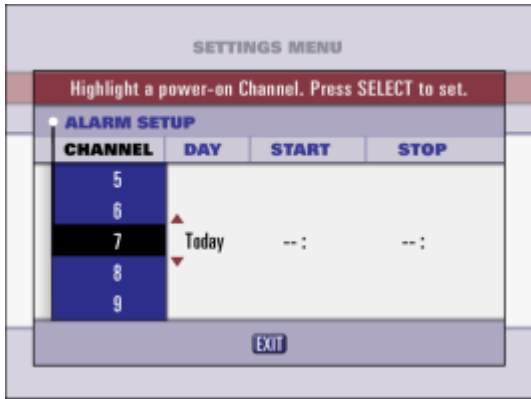 SETTINGS MENU
Highlight a power-on Channel. Press SELECT to set.
ALARM SETUP
CHANNEL DAY START STOP
5
6
7 Today -- : -- :
8
9
EXIT